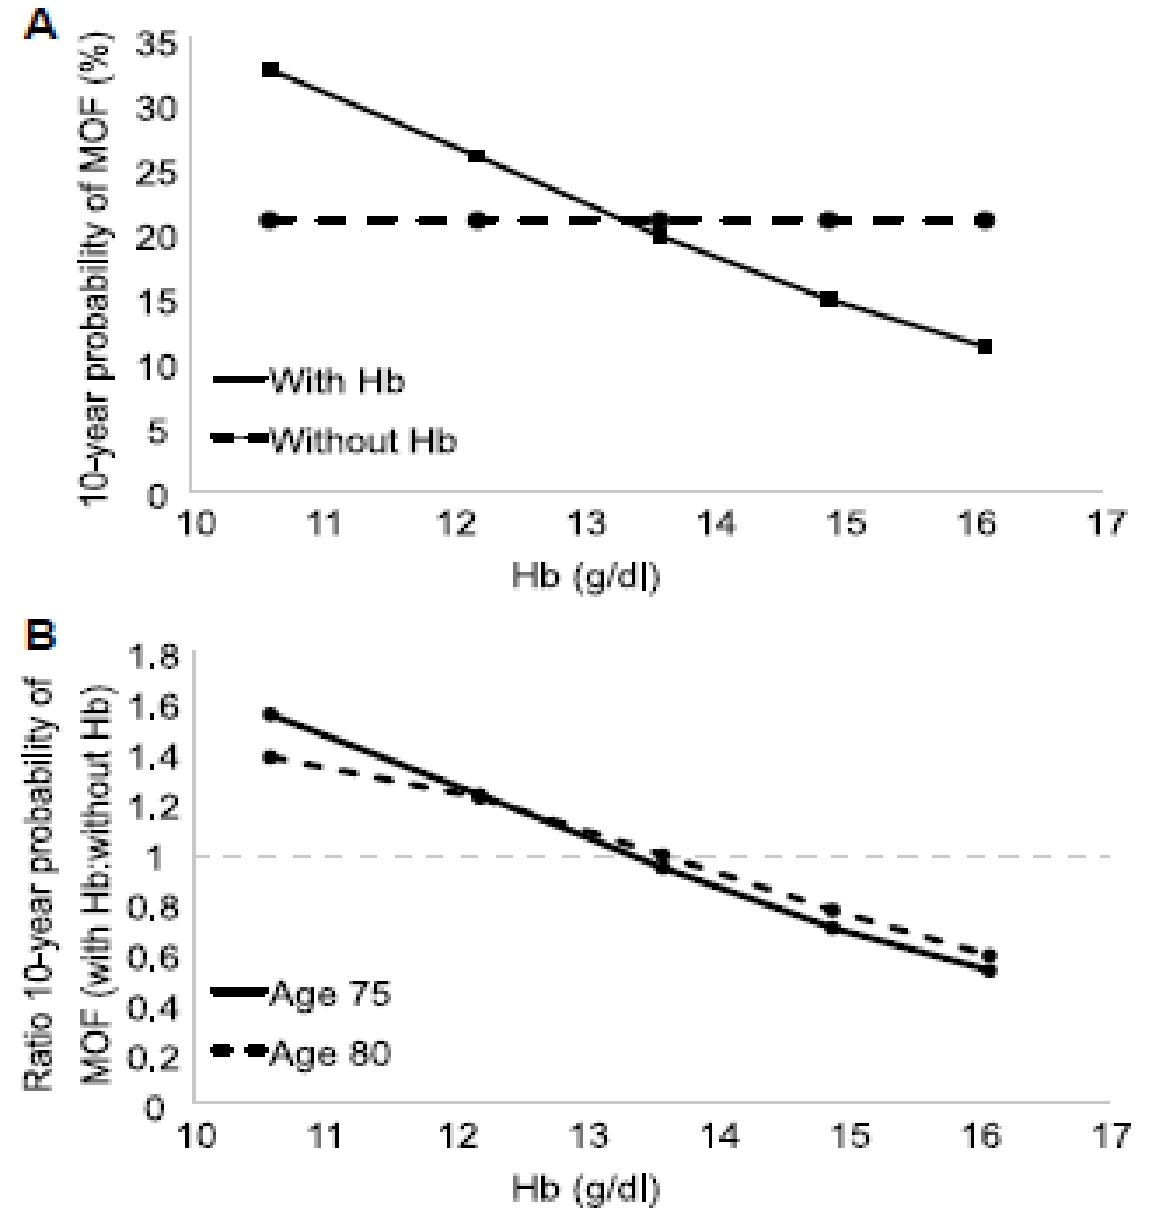 A
10-year probability of MOF (%)
35
30
25
20
15
10
5
0
With Hb
Without Hb
10 11 12 13 14 15 16 17
Hb (g/dl)
B
Ratio 10-year probability of
MOF (with Hb:without Hb)
1.8
1.6
1.4
1.2
1
0.8
0.6
0.4
0.2
0
Age 75
Age 80
10 11 12 13 14 15 16 17
Hb (g/dl)